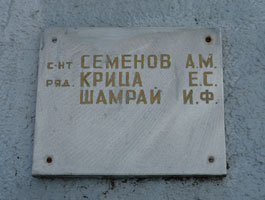 с-нт СЕМЕНОВ А.М.
ряд. КРИЦА Е.С.
ШАМРАЙ И.Ф.